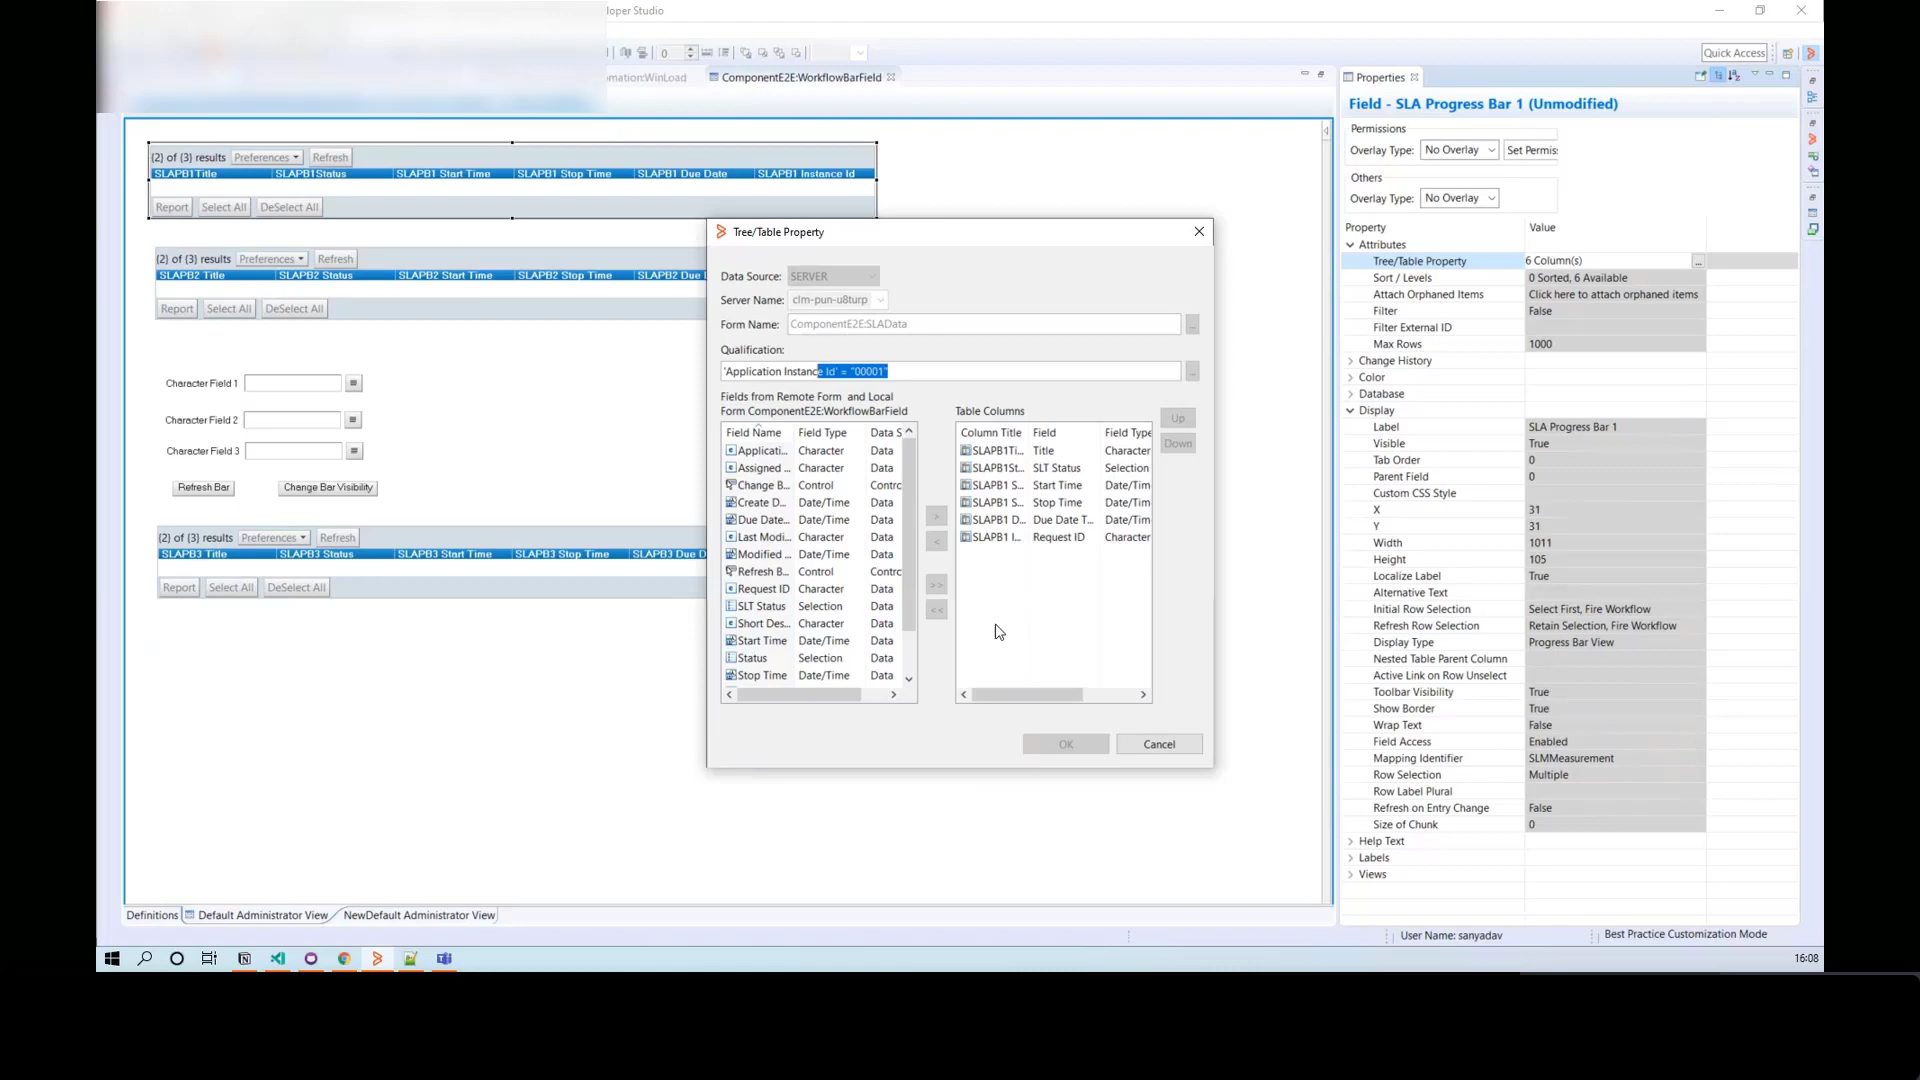 loper Studio
0
Quick Access
mation:WinLoad
ComponentE2E:WorkflowBarField
Properties
Field - SLA Progress Bar 1 (Unmodified)
Permissions
Overlay Type: No Overlay Set Permis
Others
Overlay Type: No Overlay
{2} of {3} results Preferences Refresh
SLAPB1Title SLAPB1Status SLAPB1 Start Time SLAPB1 Stop Time SLAPB1 Due Date SLAPB1 Instance Id
Report Select All DeSelect All
{2} of {3} results Preferences Refresh
SLAPB2 Title SLAPB2 Status SLAPB2 Start Time SLAPB2 Stop Time SLAPB2 Due D
Report Select All DeSelect All
Character Field 1
Character Field 2
Character Field 3
Refresh Bar Change Bar Visibility
{2} of {3} results Preferences Refresh
SLAPB3 Title SLAPB3 Status SLAPB3 Start Time SLAPB3 Stop Time SLAPB3 Due D
Report Select All DeSelect All
Tree/Table Property
Data Source: SERVER
Server Name: clm-pun-u8turp
Form Name: ComponentE2E:SLAData ...
Qualification:
'Application Instance Id' = "00001" ...
Fields from Remote Form and Local
Form ComponentE2E:WorkflowBarField
Field Name Field Type Data S
Applicati... Character Data
Assigned ... Character Data
Change B... Control Contrc
Create D... Date/Time Data
Due Date... Date/Time Data
Last Modi... Character Data
Modified ... Date/Time Data
Refresh B... Control Contrc
Request ID Character Data
SLT Status Selection Data
Short Des... Character Data
Start Time Date/Time Data
Status Selection Data
Stop Time Date/Time Data
>
<
>>
<<
Table Columns
Column Title Field Field Type
SLAPB1Ti... Title Character
SLAPB1St... SLT Status Selection
SLAPB1 S... Start Time Date/Tim
SLAPB1 S... Stop Time Date/Tim
SLAPB1 D... Due Date T... Date/Tim
SLAPB1 I... Request ID Character
Up
Down
OK Cancel
Property Value
Attributes
Tree/Table Property 6 Column(s) ...
Sort / Levels 0 Sorted, 6 Available
Attach Orphaned Items Click here to attach orphaned items
Filter False
Filter External ID
Max Rows 1000
Change History
Color
Database
Display
Label SLA Progress Bar 1
Visible True
Tab Order 0
Parent Field 0
Custom CSS Style
X 31
Y 31
Width 1011
Height 105
Localize Label True
Alternative Text
Initial Row Selection Select First, Fire Workflow
Refresh Row Selection Retain Selection, Fire Workflow
Display Type Progress Bar View
Nested Table Parent Column
Active Link on Row Unselect
Toolbar Visibility True
Show Border True
Wrap Text False
Field Access Enabled
Mapping Identifier SLMMeasurement
Row Selection Multiple
Row Label Plural
Refresh on Entry Change False
Size of Chunk 0
Help Text
Labels
Views
Definitions Default Administrator View NewDefault Administrator View
User Name: sanyadav Best Practice Customization Mode
16:08